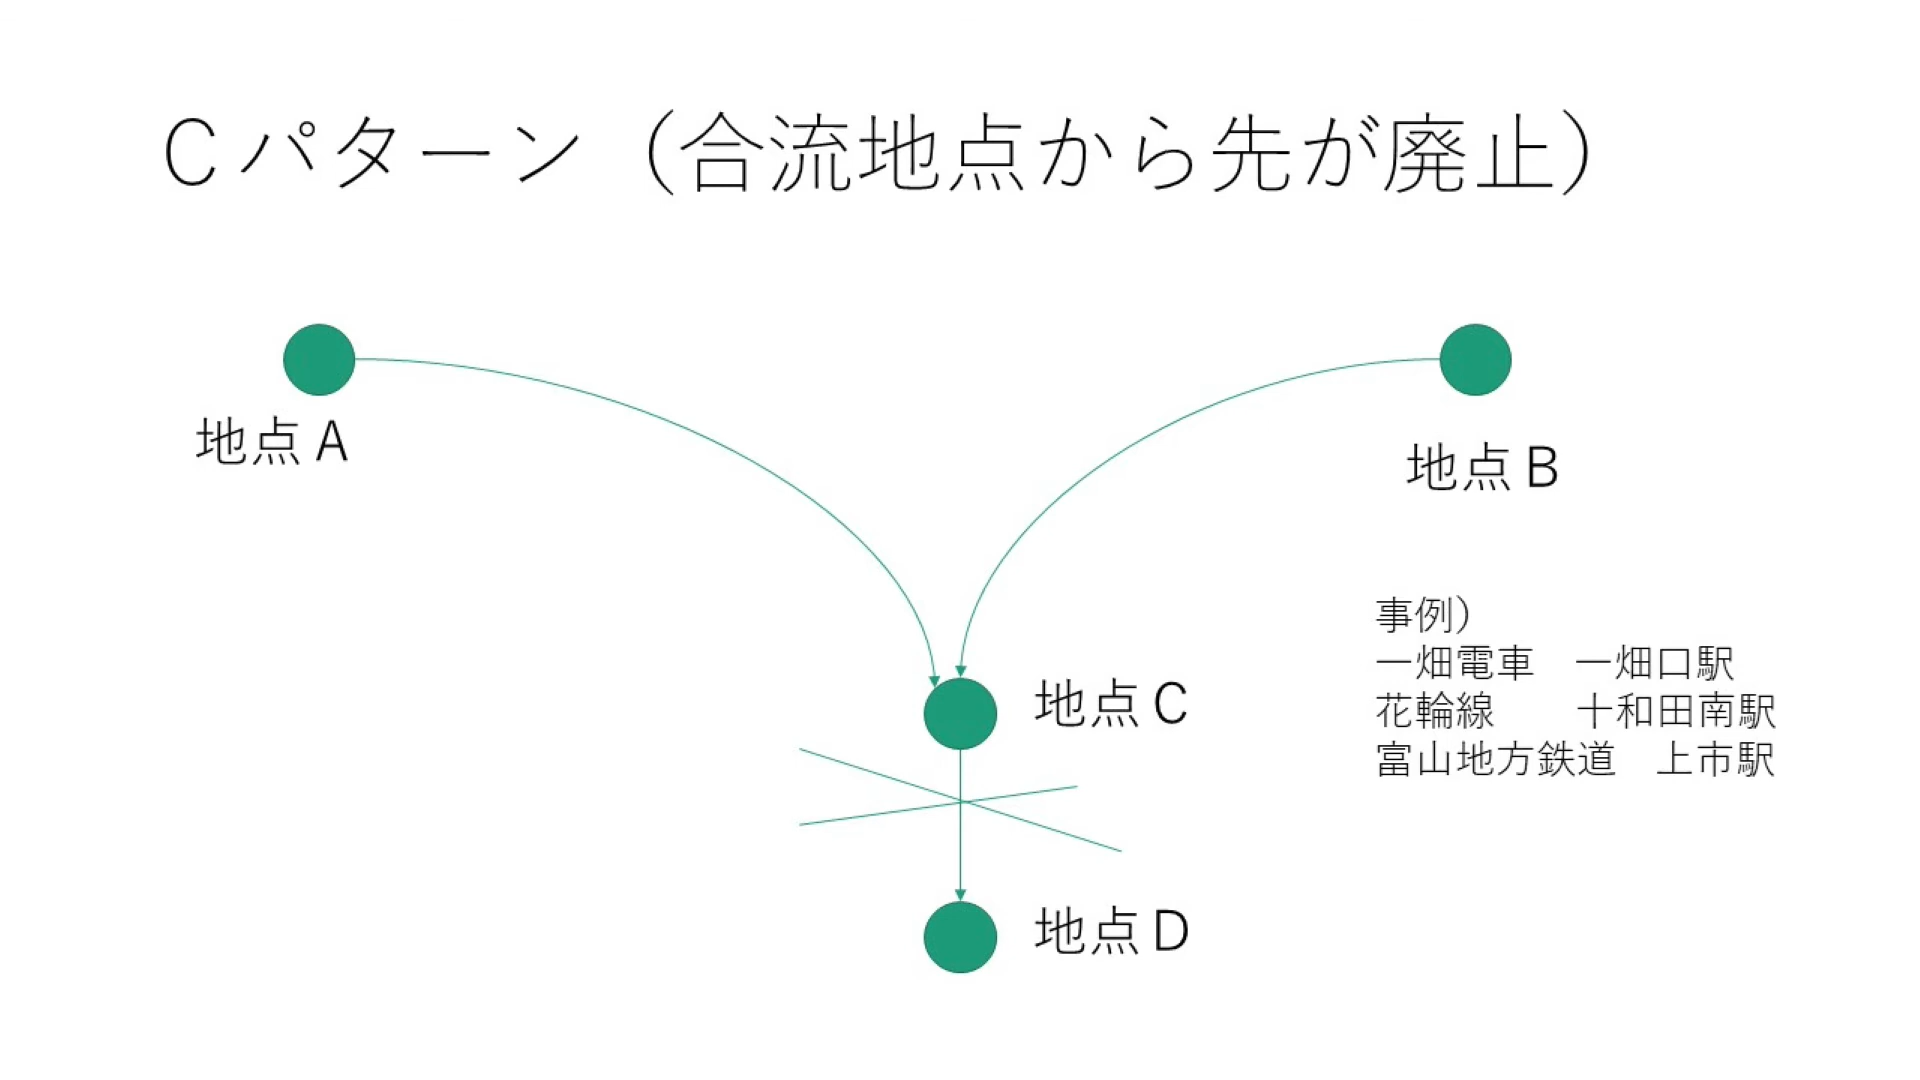 Cパターン（合流地点から先が廃止）
地点A
地点B
事例）
一畑電車　一畑口駅
花輪線　　十和田南駅
富山地方鉄道　上市駅
地点C
地点D